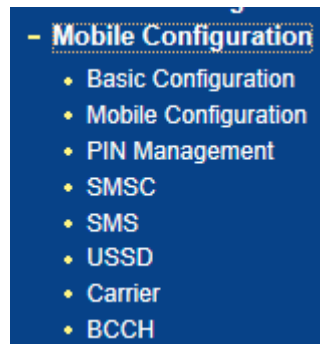 - Mobile Configuration
• Basic Configuration
• Mobile Configuration
• PIN Management
• SMSC
• SMS
• USSD
• Carrier
• BCCH